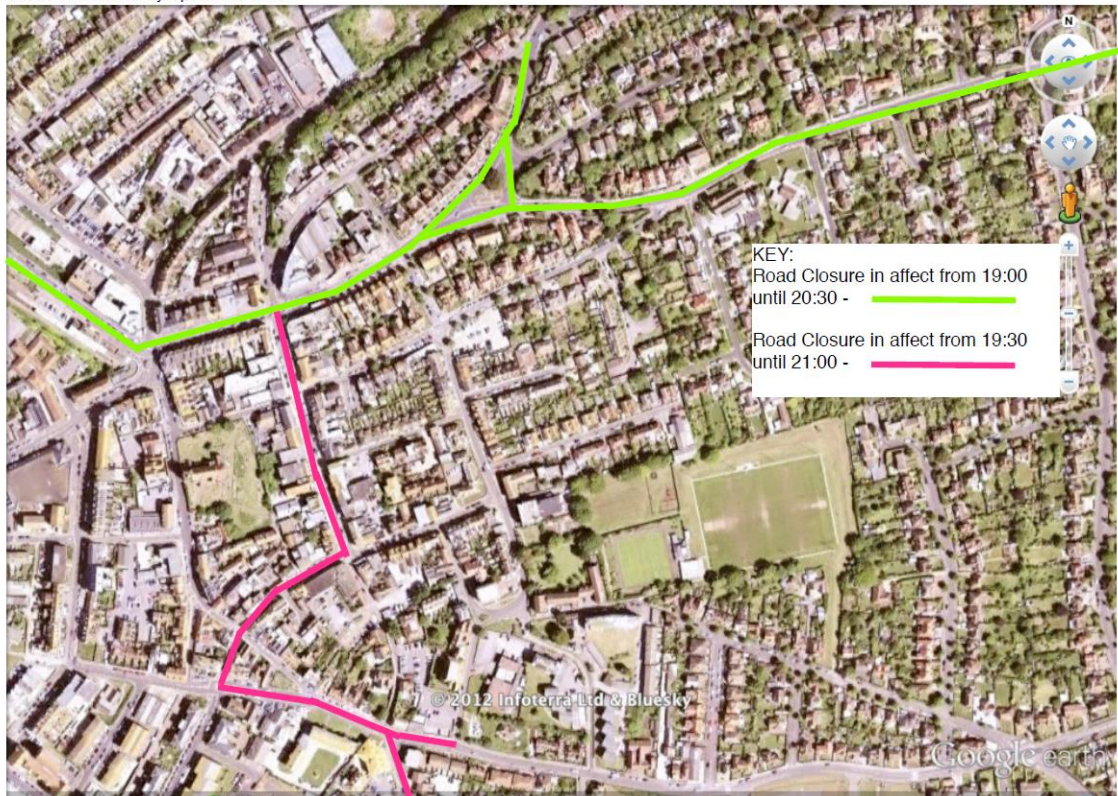 N
KEY:
Road Closure in affect from 19:00
until 20:30 -
Road Closure in affect from 19:30
until 21:00 -
© 2012 Infoterra Ltd & Bluesky
Google earth